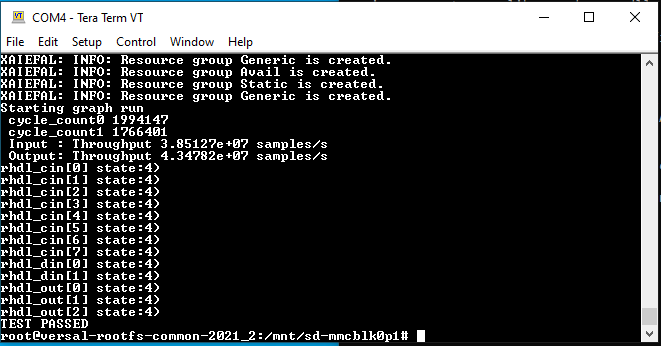 COM4 - Tera Term VT
File Edit Setup Control Window Help
XAIEFAL: INFO: Resource group Generic is created.
XAIEFAL: INFO: Resource group Avail is created.
XAIEFAL: INFO: Resource group Static is created.
XAIEFAL: INFO: Resource group Generic is created.
Starting graph run
cycle_count0 1994147
cycle_count1 1766401
Input : Throughput 3.85127e+07 samples/s
Output: Throughput 4.34782e+07 samples/s
rhdl_cin[0] state:4)
rhdl_cin[1] state:4)
rhdl_cin[2] state:4)
rhdl_cin[3] state:4)
rhdl_cin[4] state:4)
rhdl_cin[5] state:4)
rhdl_cin[6] state:4)
rhdl_cin[7] state:4)
rhdl_din[0] state:4)
rhdl_din[1] state:4)
rhdl_out[0] state:4)
rhdl_out[1] state:4)
rhdl_out[2] state:4)
TEST PASSED
root@versal-rootfs-common-2021_2:/mnt/sd-mmcblk0p1#